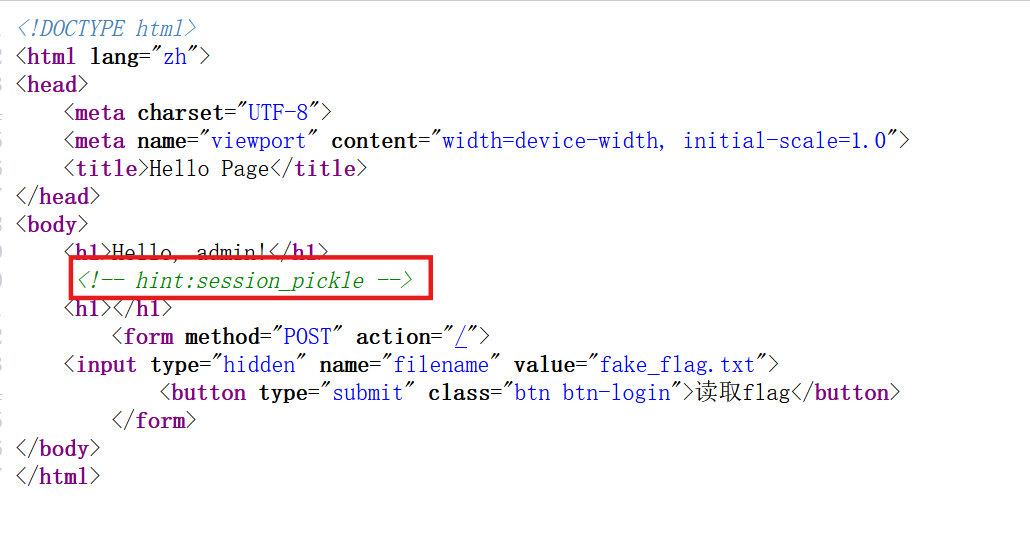 <!DOCTYPE html>
<html lang="zh">
<head>
<meta charset="UTF-8">
<meta name="viewport" content="width=device-width, initial-scale=1.0">
<title>Hello Page</title>
</head>
<body>
<h1>Hello, admin!</h1>
<!-- hint:session_pickle -->
<h1></h1>
<form method="POST" action="/">
<input type="hidden" name="filename" value="fake_flag.txt">
<button type="submit" class="btn btn-login">读取flag</button>
</form>
</body>
</html>